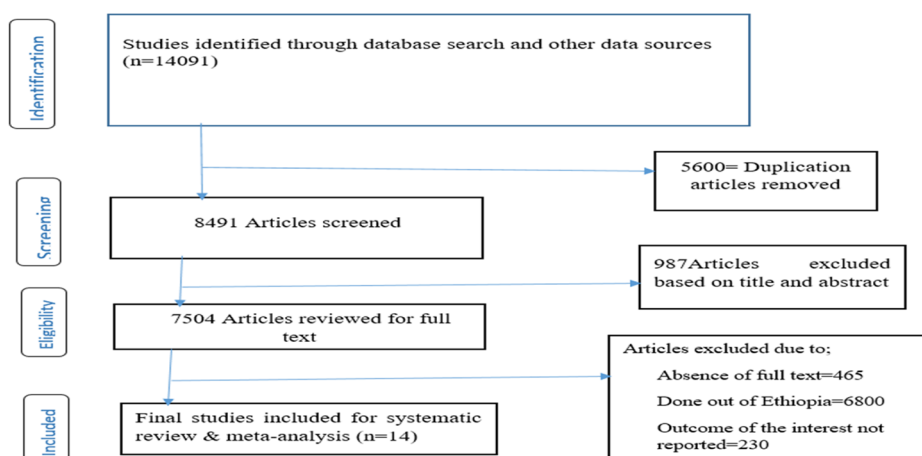 Identification
Studies identified through database search and other data sources
(n=14091)
5600= Duplication
articles removed
Screening
8491 Articles screened
987Articles excluded
based on title and abstract
Eligibility
7504 Articles reviewed for full
text
Articles excluded due to;
Absence of full text=465
Done out of Ethiopia=6800
Outcome of the interest not
reported=230
Included
Final studies included for systematic
review & meta-analysis (n=14)